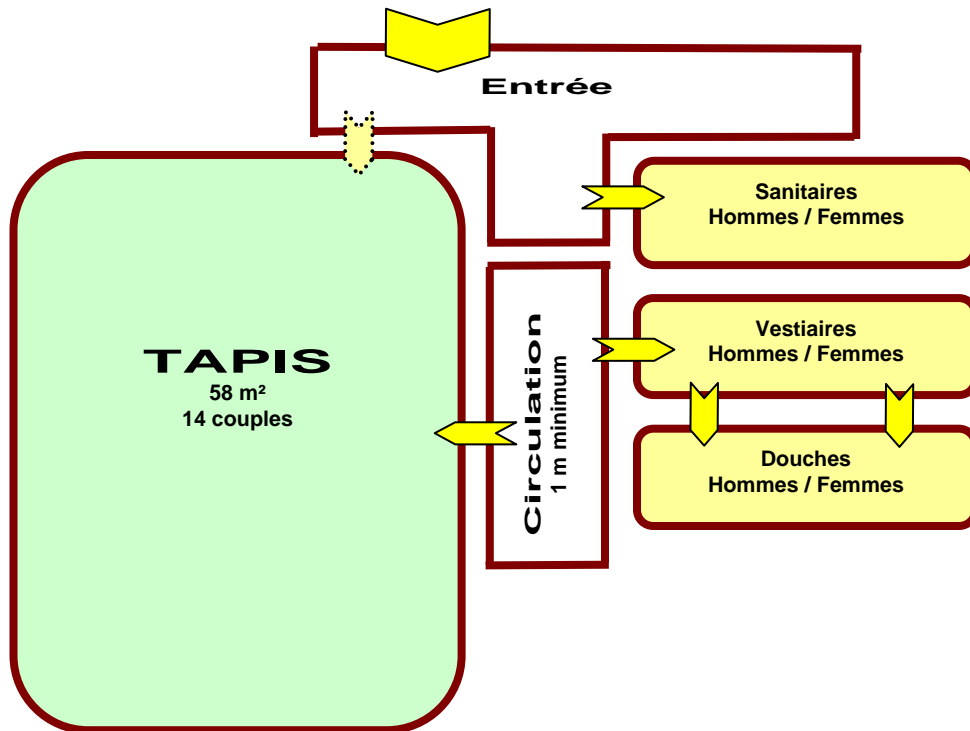 Entrée
Sanitaires
Hommes / Femmes
Vestiaires
Hommes / Femmes
TAPIS
58 m²
14 couples
Circulation
1 m minimum
Douches
Hommes / Femmes